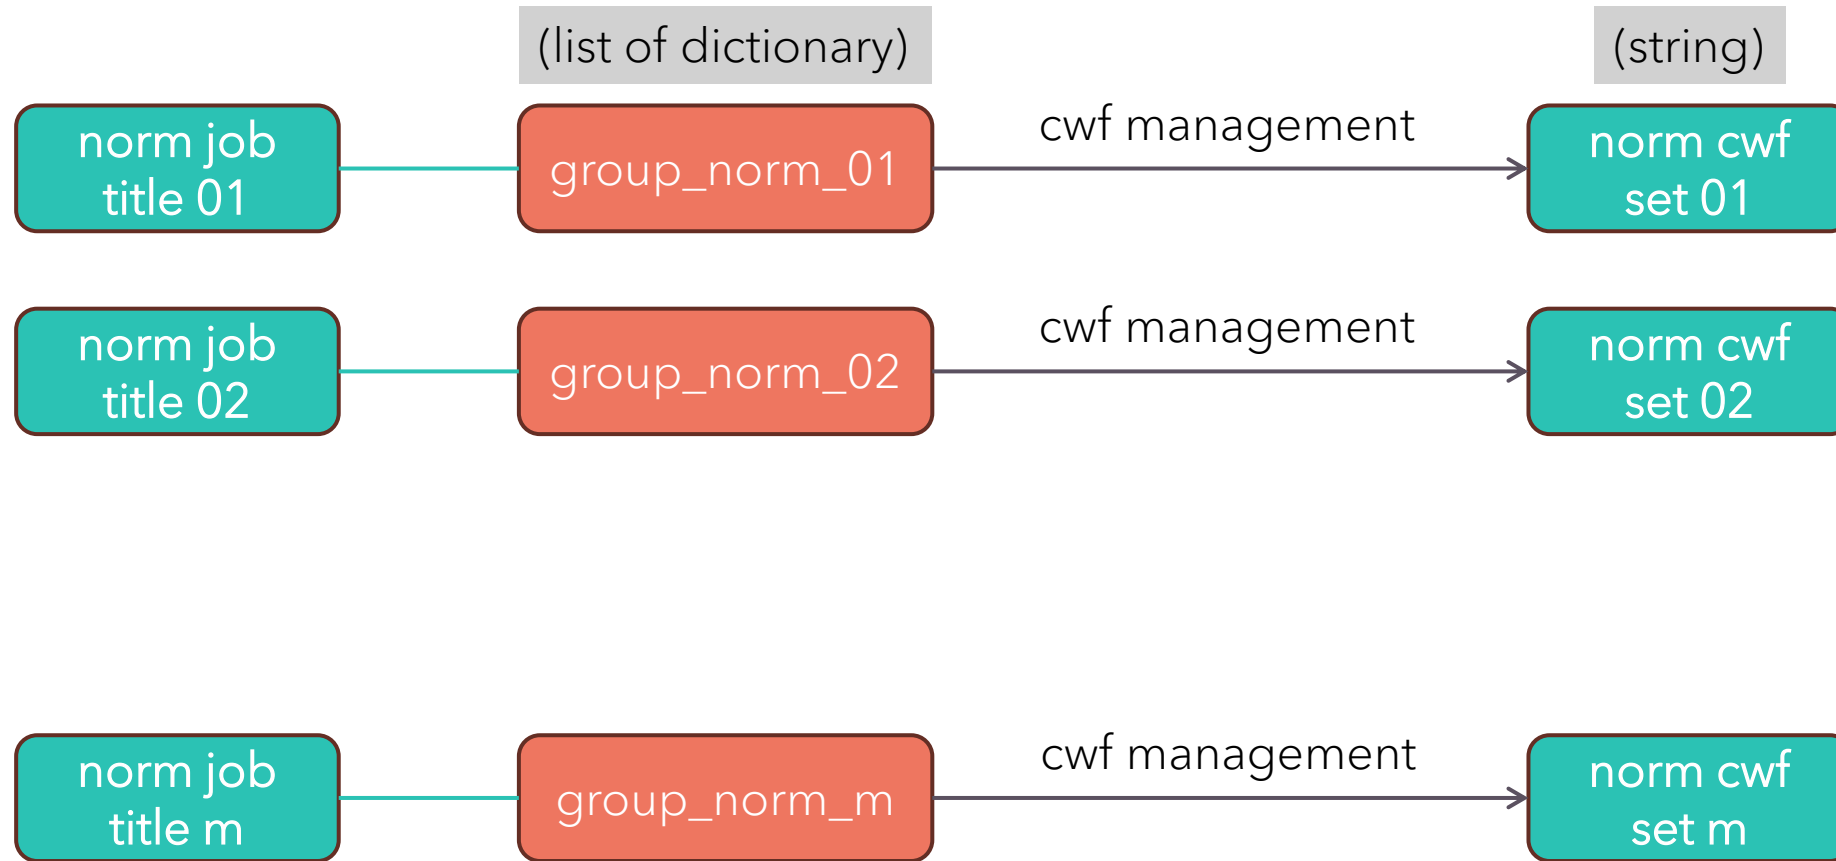 (list of dictionary)
(string)
norm job
title 01
group_norm_01
cwf management
norm cwf
set 01
norm job
title 02
group_norm_02
cwf management
norm cwf
set 02
norm job
title m
group_norm_m
cwf management
norm cwf
set m